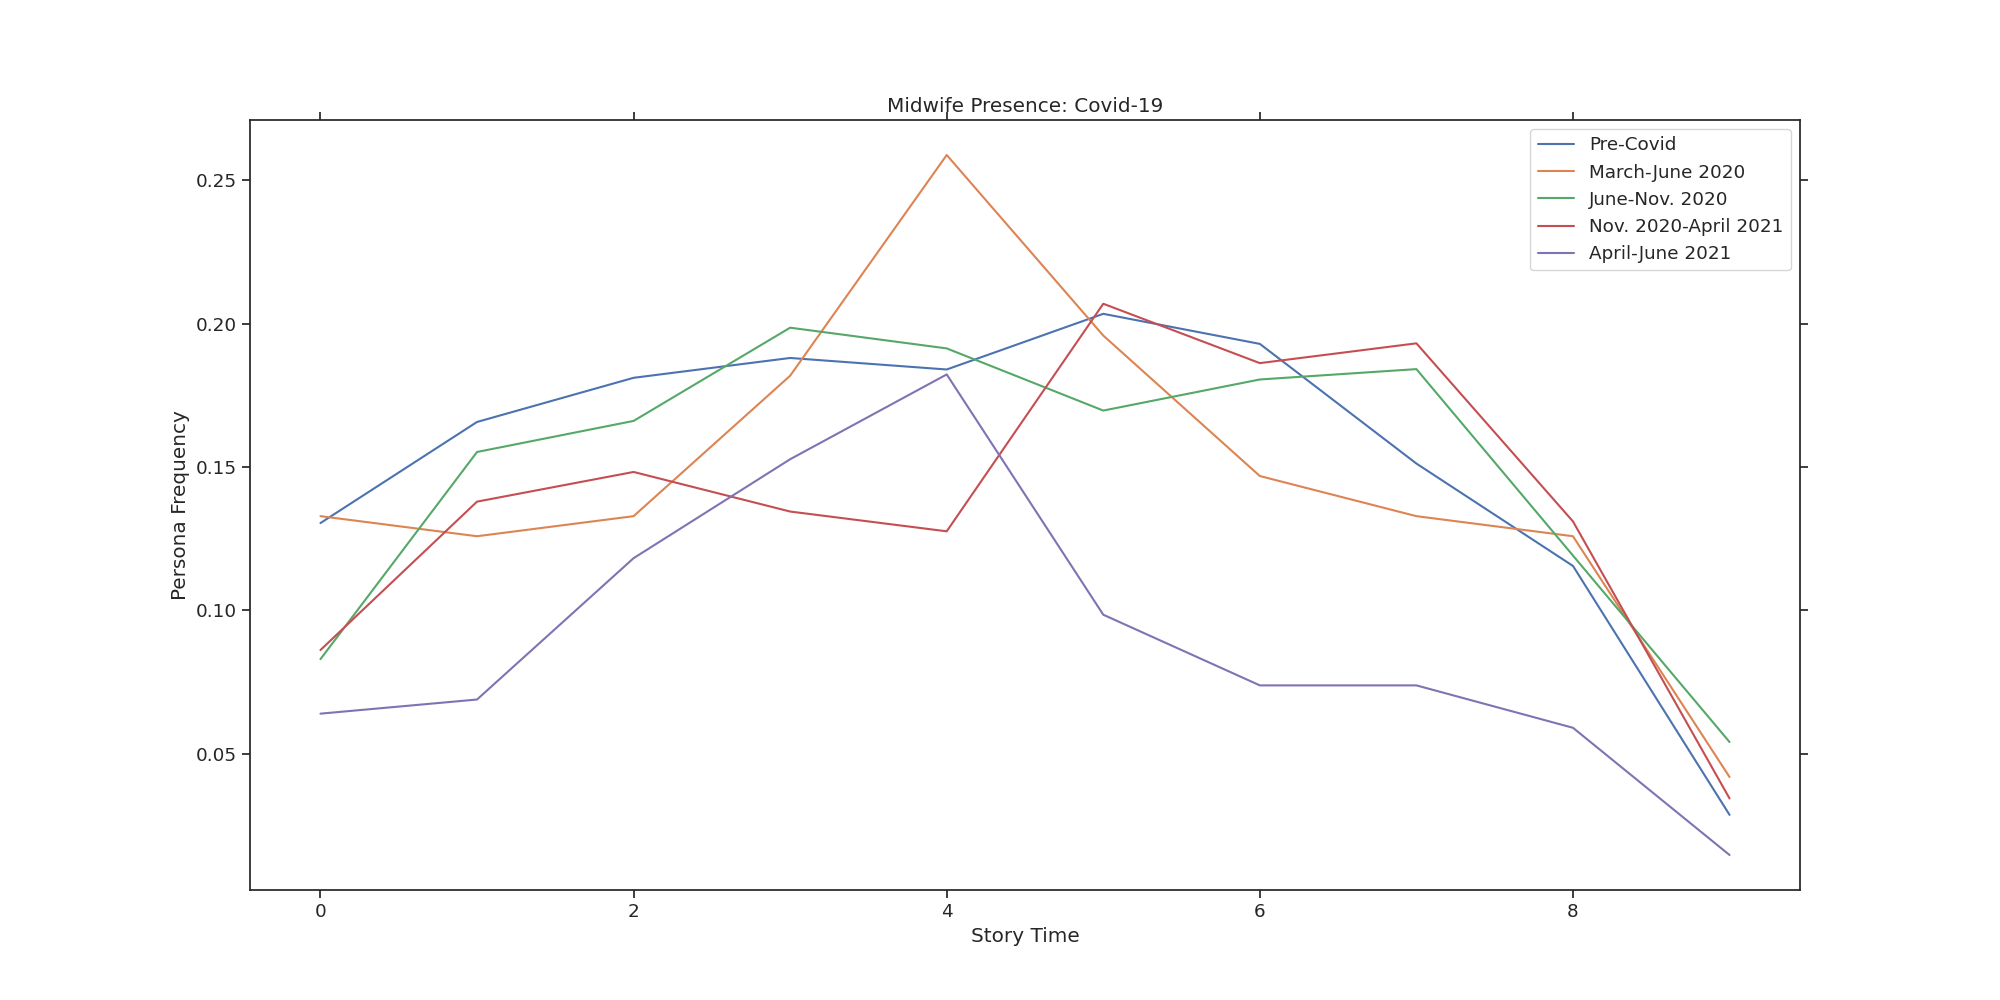 Midwife Presence: Covid-19
Pre-Covid
March-June 2020
June-Nov. 2020
Nov. 2020-April 2021
April-June 2021
Persona Frequency
0.25
0.20
0.15
0.10
0.05
0 2 4 6 8
Story Time